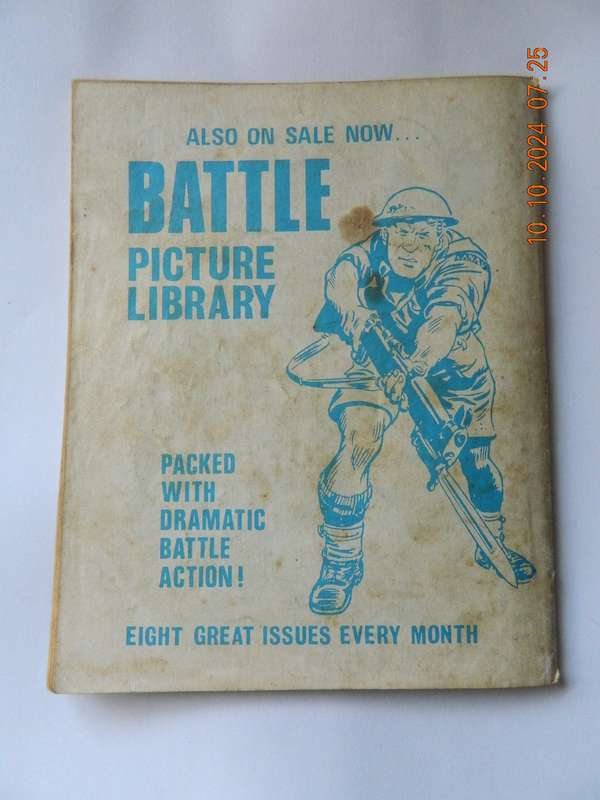 ALSO ON SALE NOW...
BATTLE
PICTURE
LIBRARY
CANADA
PACKED
WITH
DRAMATIC
BATTLE
ACTION!
EIGHT GREAT ISSUES EVERY MONTH
10.10.2024 07:25